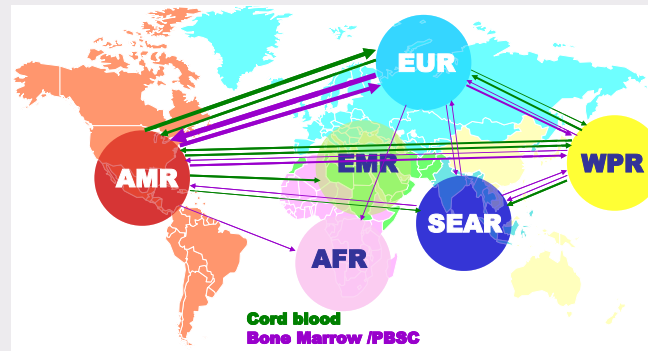 EUR
EMR
WPR
AMR
SEAR
AFR
Cord blood
Bone Marrow /PBSC